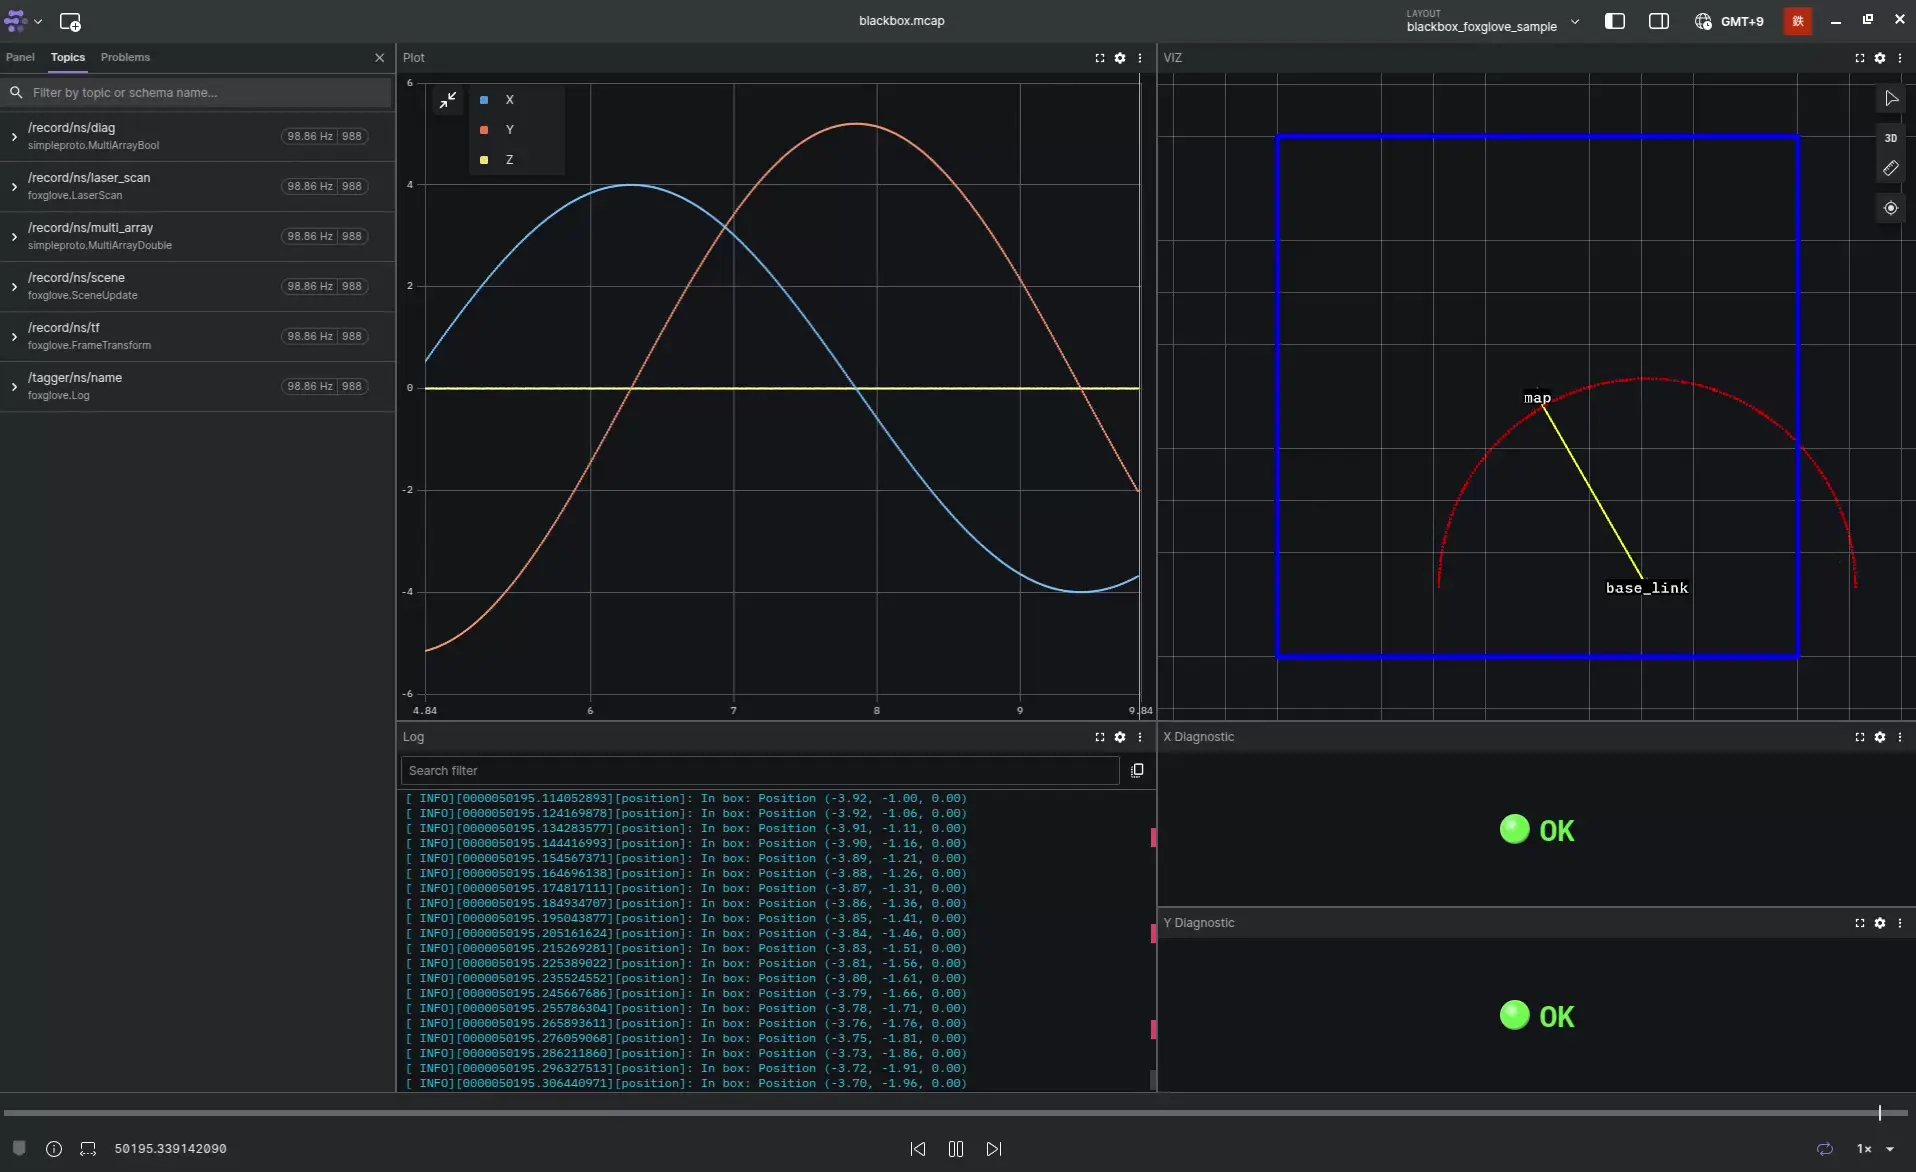 blackbox.mcap
LAYOUT
blackbox_foxglove_sample
GMT+9
鉄
Panel
Topics
Problems
Filter by topic or schema name...
/record/ns/diag
simpleproto.MultiArrayBool
98.86 Hz 988
/record/ns/laser_scan
foxglove.LaserScan
98.86 Hz 988
/record/ns/multi_array
simpleproto.MultiArrayDouble
98.86 Hz 988
/record/ns/scene
foxglove.SceneUpdate
98.86 Hz 988
/record/ns/tf
foxglove.FrameTransform
98.86 Hz 988
/tagger/ns/name
foxglove.Log
98.86 Hz 988
Plot
X
Y
Z
6
4
2
0
-2
-4
-6
4.84
6
7
8
9
9.84
VIZ
3D
map
base_link
Log
Search filter
[ INFO][0000050195.114052893][position]: In box: Position (-3.92, -1.00, 0.00)
[ INFO][0000050195.124169878][position]: In box: Position (-3.92, -1.06, 0.00)
[ INFO][0000050195.134283577][position]: In box: Position (-3.91, -1.11, 0.00)
[ INFO][0000050195.144416993][position]: In box: Position (-3.90, -1.16, 0.00)
[ INFO][0000050195.154567371][position]: In box: Position (-3.89, -1.21, 0.00)
[ INFO][0000050195.164696138][position]: In box: Position (-3.88, -1.26, 0.00)
[ INFO][0000050195.174817111][position]: In box: Position (-3.87, -1.31, 0.00)
[ INFO][0000050195.184934707][position]: In box: Position (-3.86, -1.36, 0.00)
[ INFO][0000050195.195043877][position]: In box: Position (-3.85, -1.41, 0.00)
[ INFO][0000050195.205161624][position]: In box: Position (-3.84, -1.46, 0.00)
[ INFO][0000050195.215269281][position]: In box: Position (-3.83, -1.51, 0.00)
[ INFO][0000050195.225389022][position]: In box: Position (-3.81, -1.56, 0.00)
[ INFO][0000050195.235524552][position]: In box: Position (-3.80, -1.61, 0.00)
[ INFO][0000050195.245667686][position]: In box: Position (-3.79, -1.66, 0.00)
[ INFO][0000050195.255786304][position]: In box: Position (-3.78, -1.71, 0.00)
[ INFO][0000050195.265893611][position]: In box: Position (-3.76, -1.76, 0.00)
[ INFO][0000050195.276059068][position]: In box: Position (-3.75, -1.81, 0.00)
[ INFO][0000050195.286211860][position]: In box: Position (-3.73, -1.86, 0.00)
[ INFO][0000050195.296327513][position]: In box: Position (-3.72, -1.91, 0.00)
[ INFO][0000050195.306440971][position]: In box: Position (-3.70, -1.96, 0.00)
X Diagnostic
OK
Y Diagnostic
OK
50195.339142090
1×